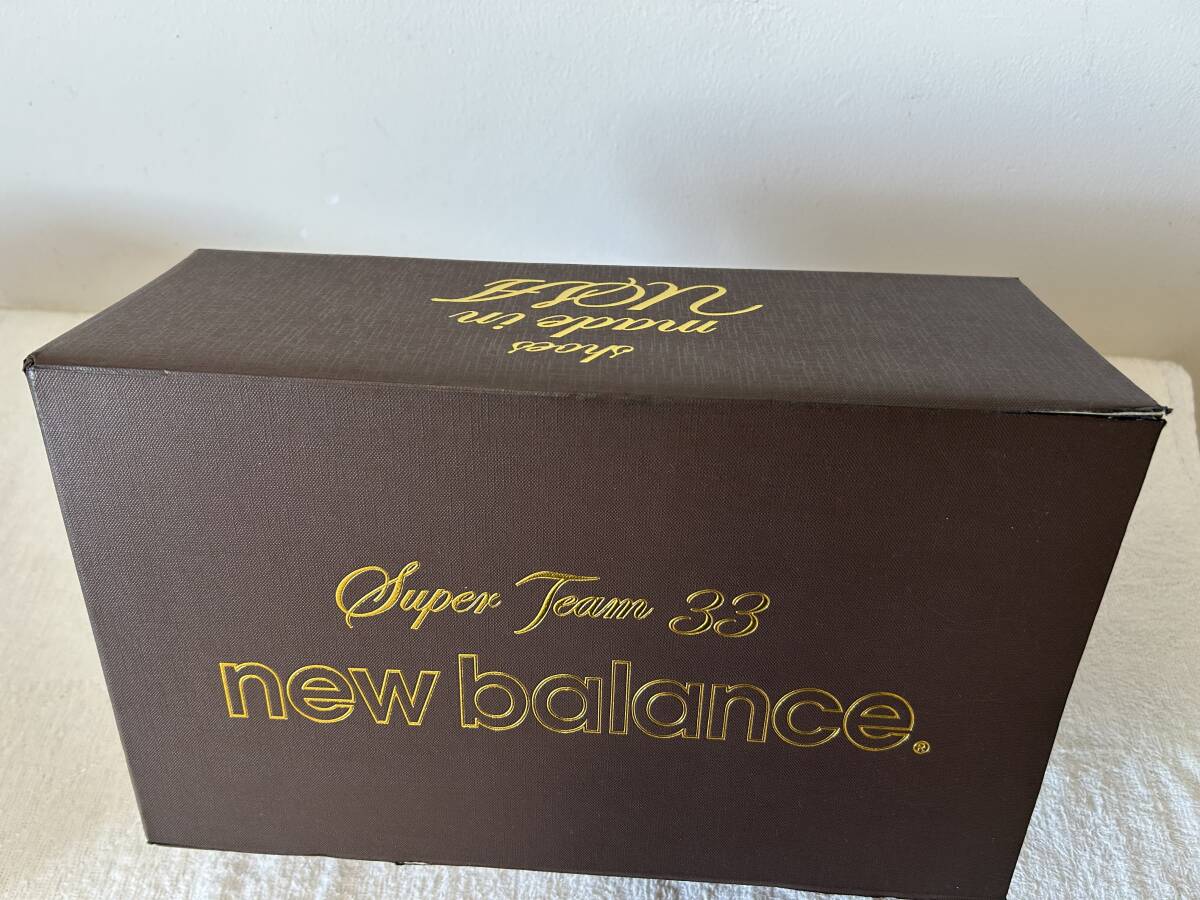 shoes
made in
USA
Super Team 33
new balance®